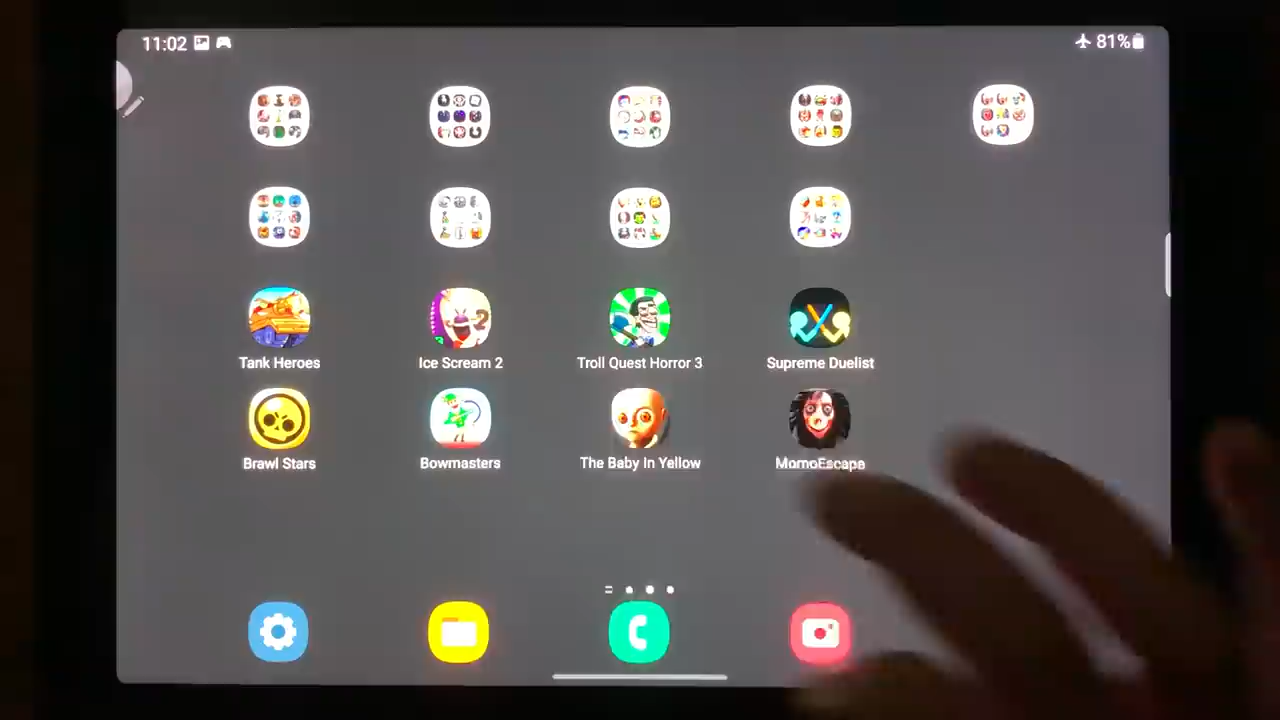 11:02
81%
Tank Heroes
Ice Scream 2
Troll Quest Horror 3
Supreme Duelist
Brawl Stars
Bowmasters
The Baby In Yellow
MomoEscape